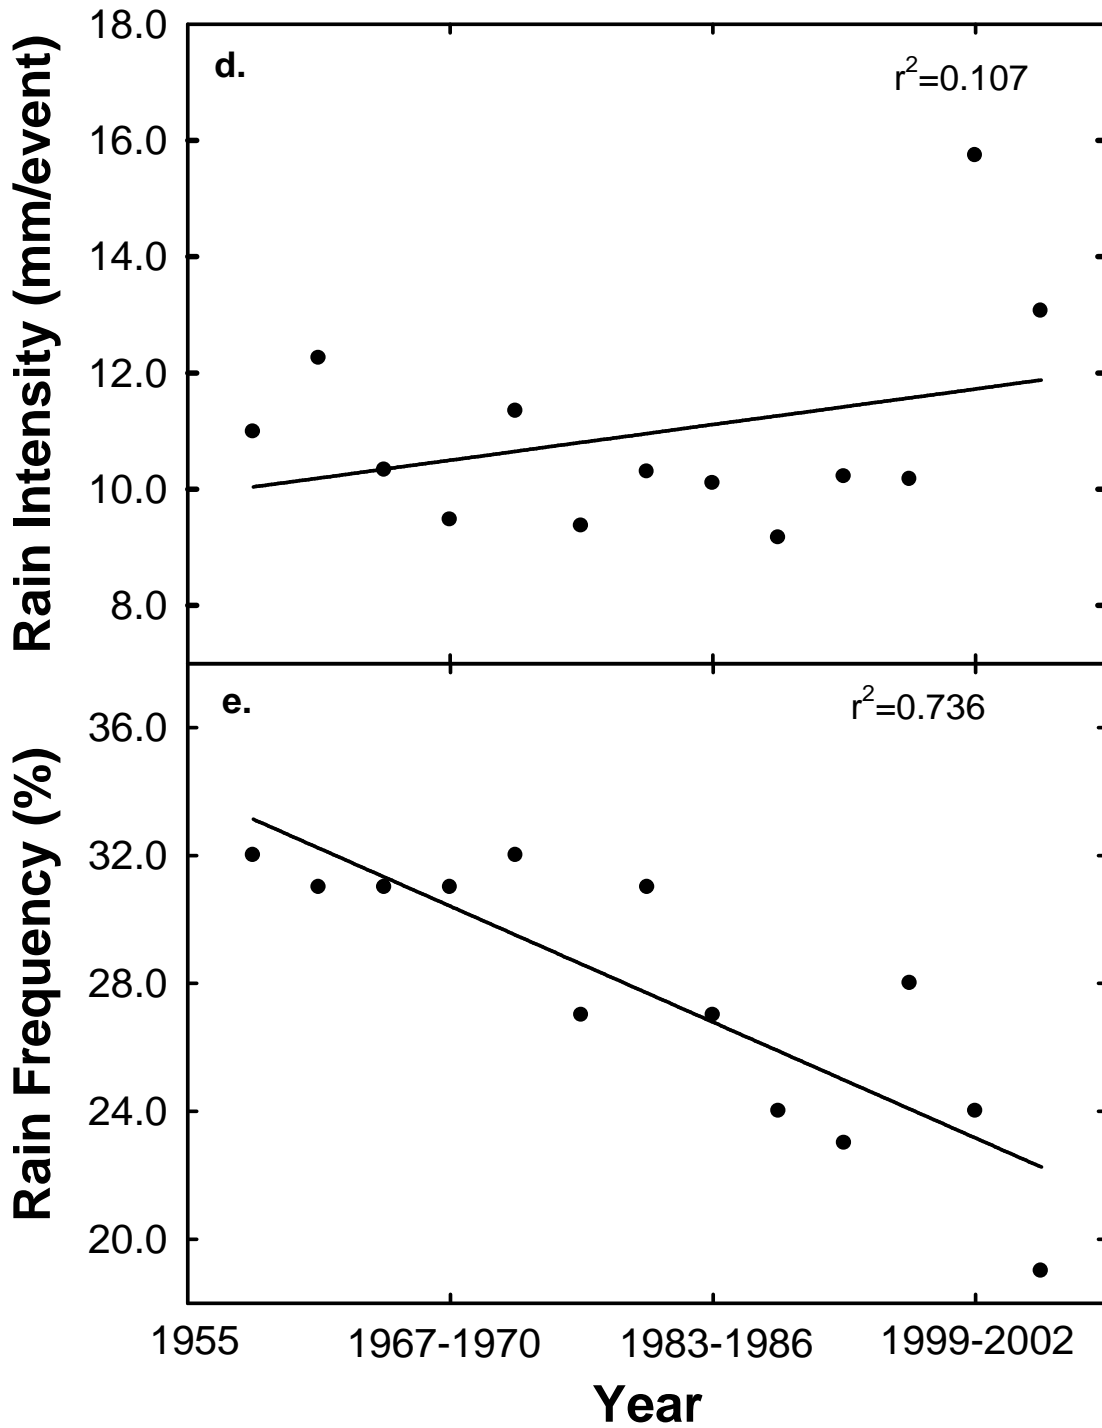 18.0
d.
r²=0.107
16.0
14.0
12.0
10.0
8.0
Rain Intensity (mm/event)
e.
r²=0.736
36.0
32.0
28.0
24.0
20.0
Rain Frequency (%)
1955 1967-1970 1983-1986 1999-2002
Year